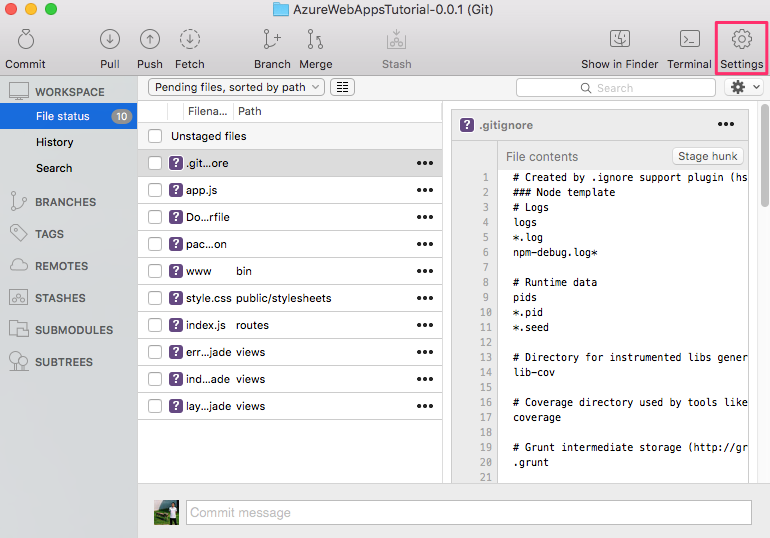 AzureWebAppsTutorial-0.0.1 (Git)
Commit
Pull
Push
Fetch
Branch
Merge
Stash
Show in Finder
Terminal
Settings
WORKSPACE
File status
10
History
Search
BRANCHES
TAGS
REMOTES
STASHES
SUBMODULES
SUBTREES
Pending files, sorted by path
Search
Filena... Path
Unstaged files
? .git...ore
? app.js
? Do...rfile
? pac...on
? www bin
? style.css public/stylesheets
? index.js routes
? err...jade views
? ind...ade views
? lay...jade views
? .gitignore
File contents
Stage hunk
1 # Created by .ignore support plugin (hs
2 ### Node template
3 # Logs
4 logs
5 *.log
6 npm-debug.log*
7
8 # Runtime data
9 pids
10 *.pid
11 *.seed
12
13 # Directory for instrumented libs gener
14 lib-cov
15
16 # Coverage directory used by tools like
17 coverage
18
19 # Grunt intermediate storage (http://gr
20 .grunt
21
Commit message